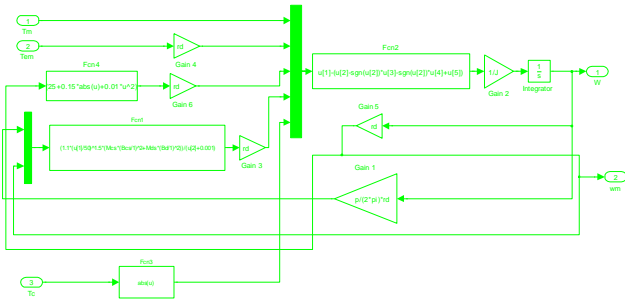 1
Tm
2
Tem
rd
Gain 4
Fcn4
25+0.15*abs(u)+0.01*u^2)
rd
Gain 6
Fcn1
rd
Gain 3
Fcn2
u[1]-(u[2]-sgn(u[2])*u[3]-sgn(u[2])*u[4]+u[5])
1/J
Gain 2
1
s
Integrator
1
W
Gain 5
rd
Gain 1
p/(2*pi)*rd
2
wm
3
Tc
Fcn3
abs(u)